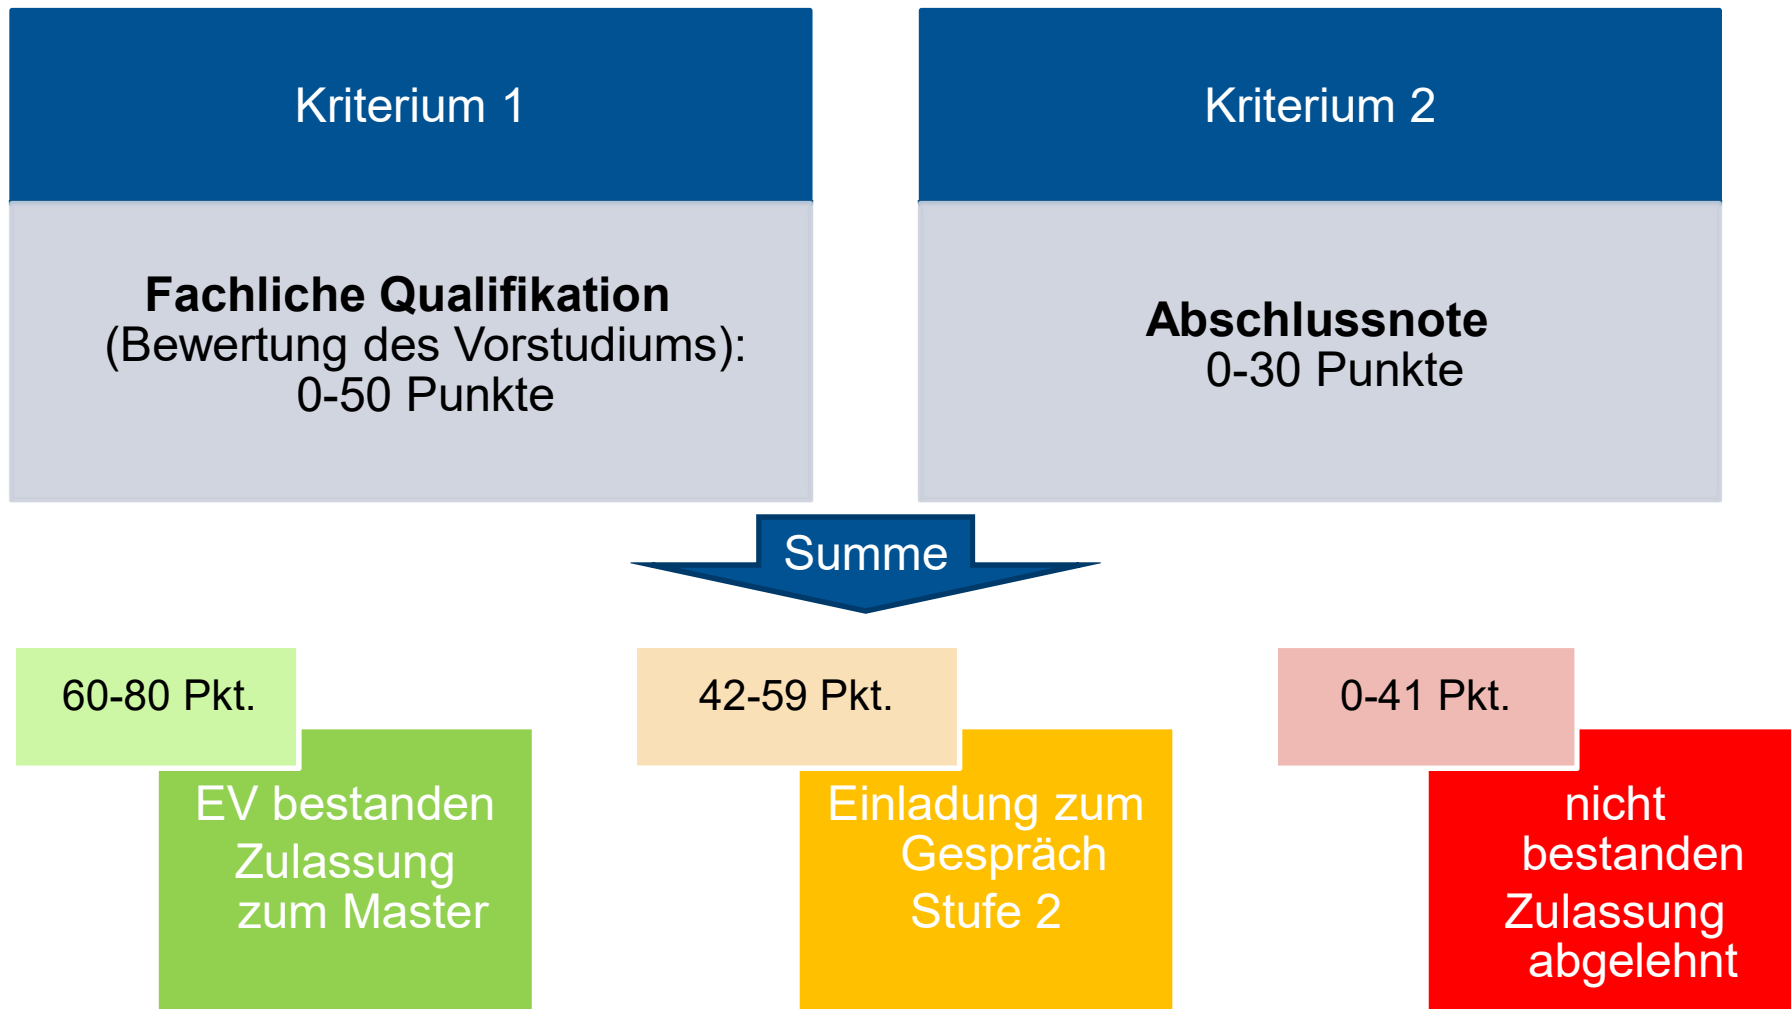 Kriterium 1
Fachliche Qualifikation
(Bewertung des Vorstudiums):
0-50 Punkte
Kriterium 2
Abschlussnote
0-30 Punkte
Summe
60-80 Pkt.
EV bestanden
Zulassung
zum Master
42-59 Pkt.
Einladung zum
Gespräch
Stufe 2
0-41 Pkt.
nicht
bestanden
Zulassung
abgelehnt